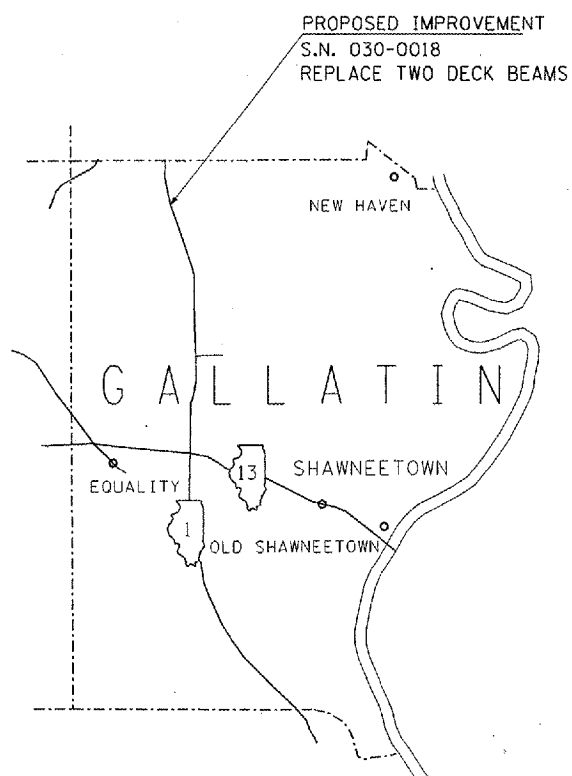 PROPOSED IMPROVEMENT
S.N. 030-0018
REPLACE TWO DECK BEAMS
NEW HAVEN
GALLATIN
13
SHAWNEETOWN
EQUALITY
1
OLD SHAWNEETOWN